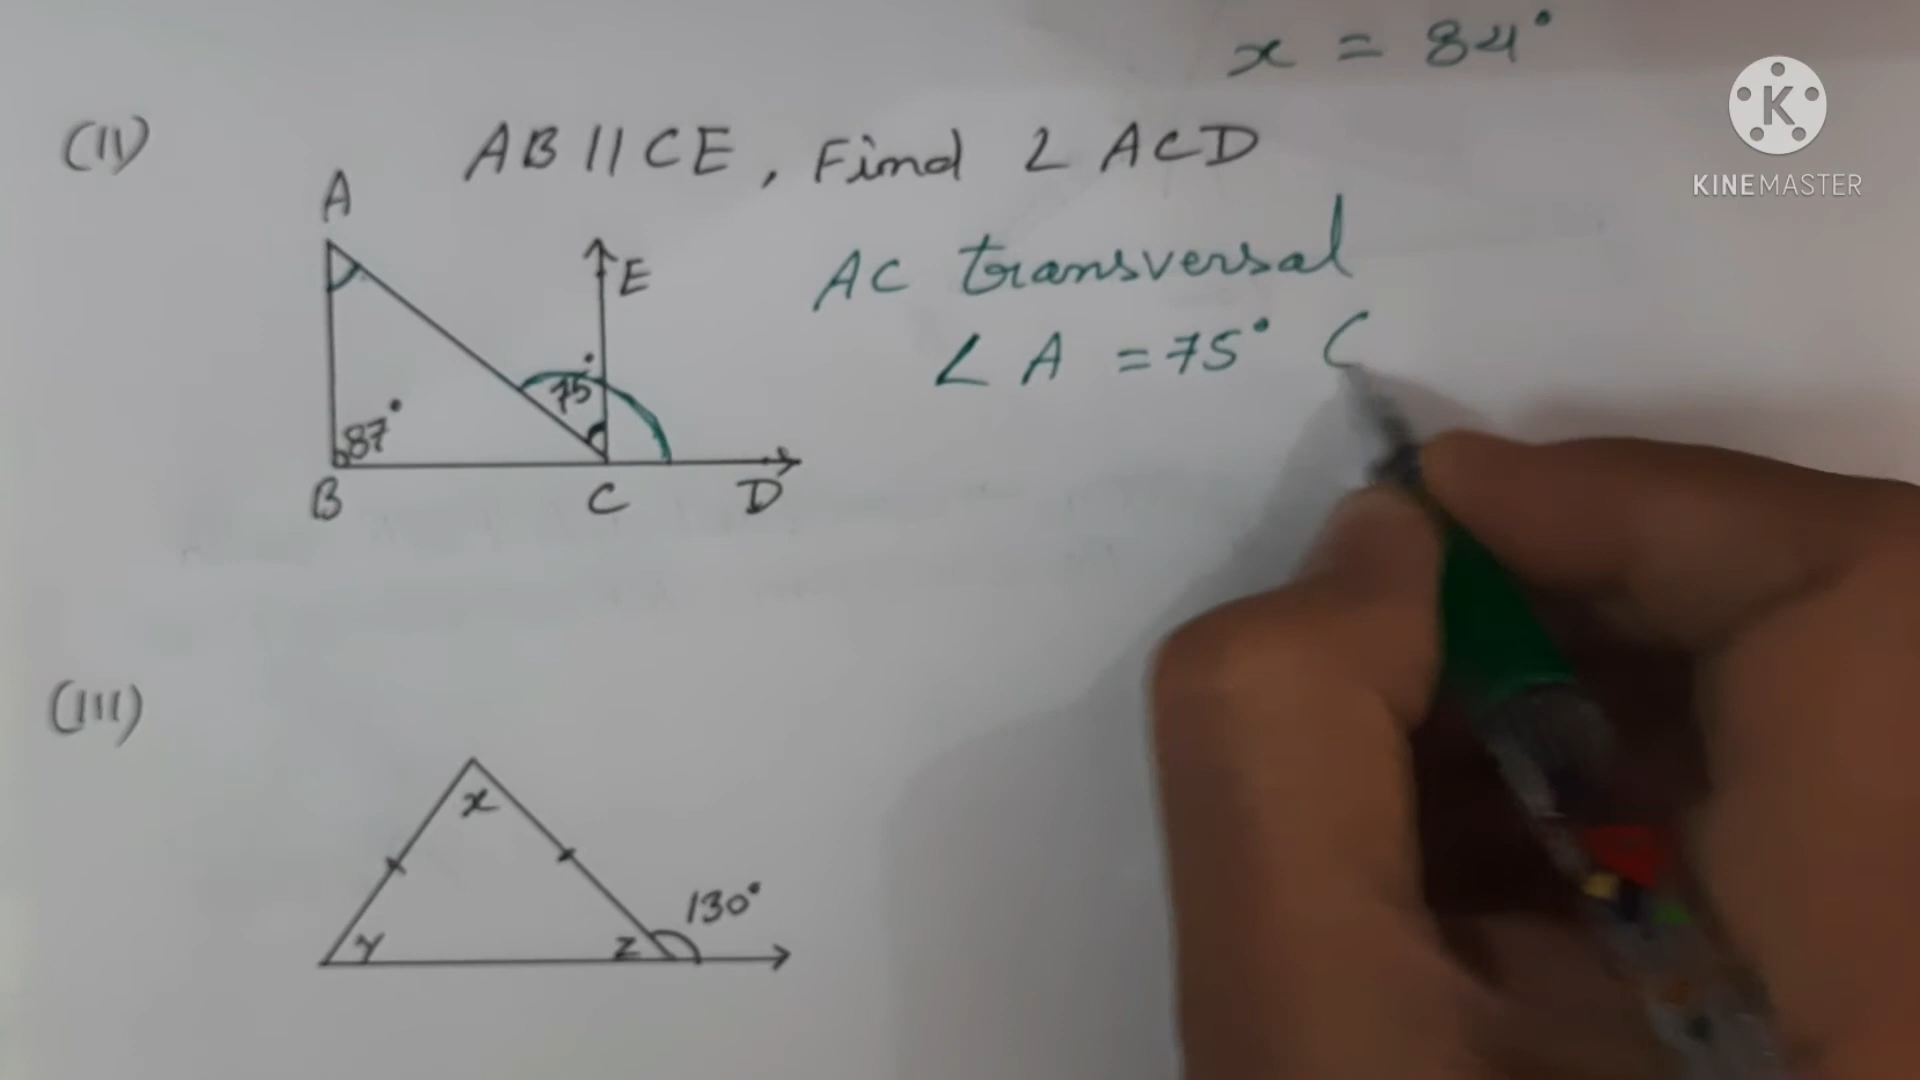 x = 84°
K
KINEMASTER
(II) AB || CE, Find ∠ ACD
A
E
75°
87°
B C D
AC transversal
∠ A = 75° (
(III)
x
130°
y z